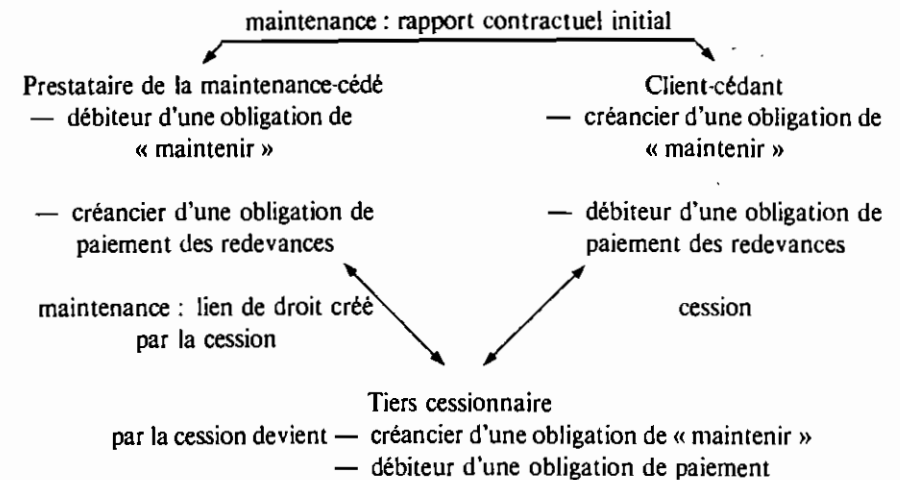 maintenance : rapport contractuel initial
Prestataire de la maintenance-cédé
— débiteur d'une obligation de
« maintenir »
— créancier d'une obligation de
paiement des redevances
Client-cédant
— créancier d'une obligation de
« maintenir »
— débiteur d'une obligation de
paiement des redevances
maintenance : lien de droit créé
par la cession
cession
Tiers cessionnaire
par la cession devient — créancier d'une obligation de « maintenir »
— débiteur d'une obligation de paiement